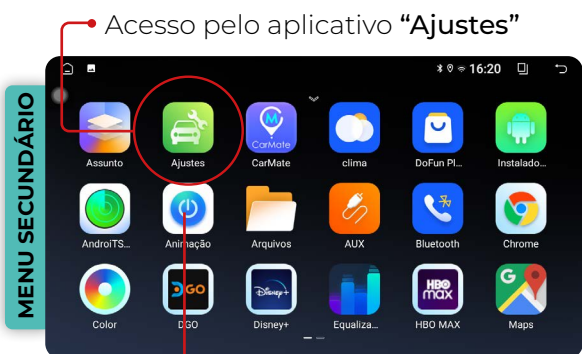 Acesso pelo aplicativo “Ajustes”
MENU SECUNDÁRIO
16:20
CarMate
Assunto Ajustes CarMate clima DoFun Pl... Instalado...
AndroiTS... Animação Arquivos AUX Bluetooth Chrome
DGO Disney+ HBO max G
Color DGO Disney+ Equaliza... HBO MAX Maps